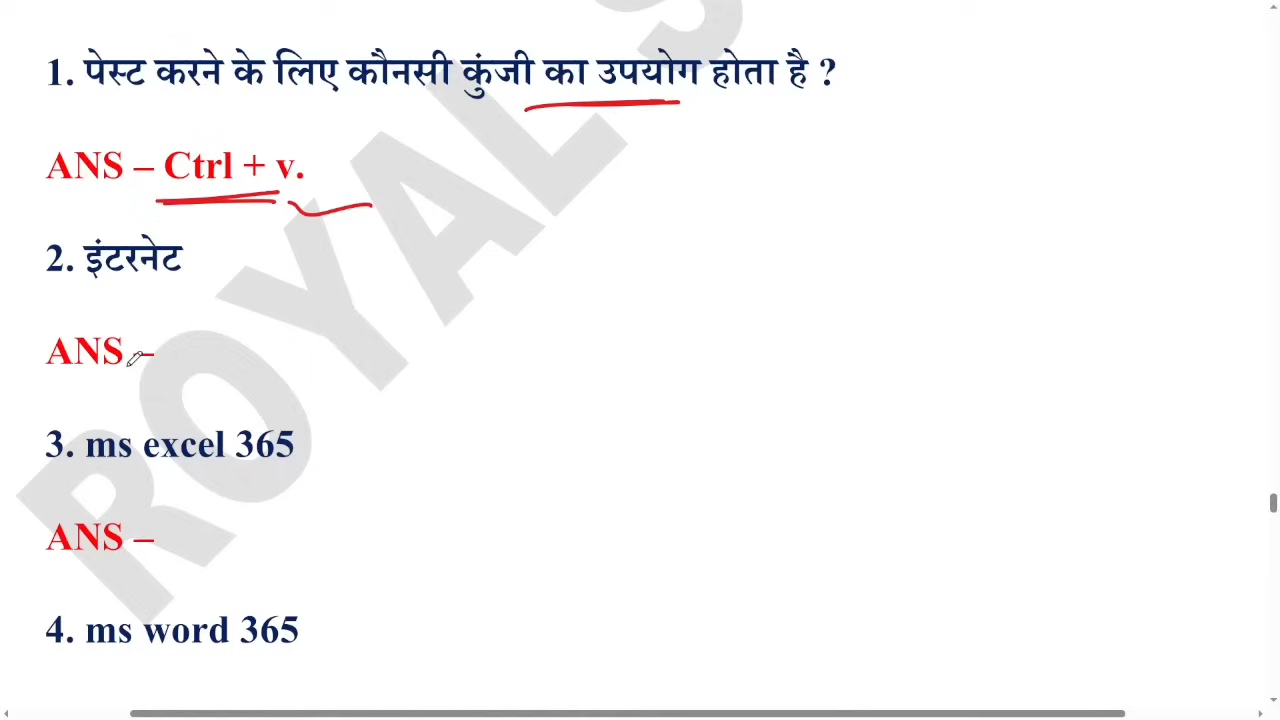 1. पेस्ट करने के लिए कौनसी कुंजी का उपयोग होता है ?
ANS – Ctrl + v.
2. इंटरनेट
ANS –
3. ms excel 365
ANS –
4. ms word 365
ROYAL S